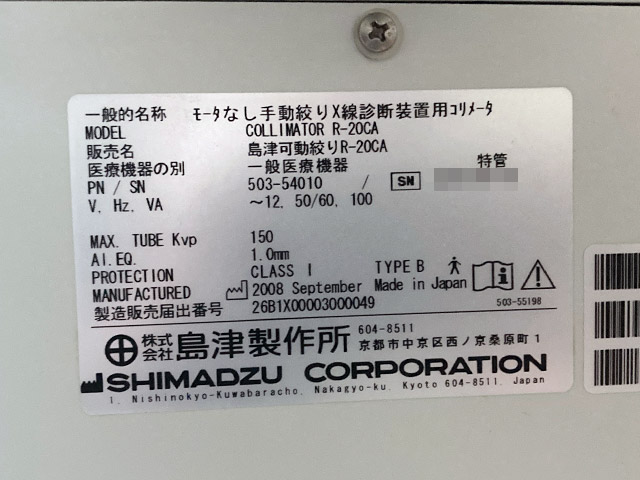 一般的名称 モータなし手動絞りX線診断装置用コリメータ
MODEL COLLIMATOR R-20CA
販売名 島津可動絞りR-20CA
医療機器の別 一般医療機器 特管
PN / SN 503-54010 / SN
V, Hz, VA ～12, 50/60, 100
MAX. TUBE Kvp 150
Al.EQ. 1.0mm
PROTECTION CLASS I TYPE B
MANUFACTURED 2008 September Made in Japan
製造販売届出番号 26B1X00003000049
503-55198
株式会社 島津製作所 604-8511
京都市中京区西ノ京桑原町1
SHIMADZU CORPORATION
1, Nishinokyo-Kuwabaracho, Nakagyo-ku, Kyoto 604-8511, Japan